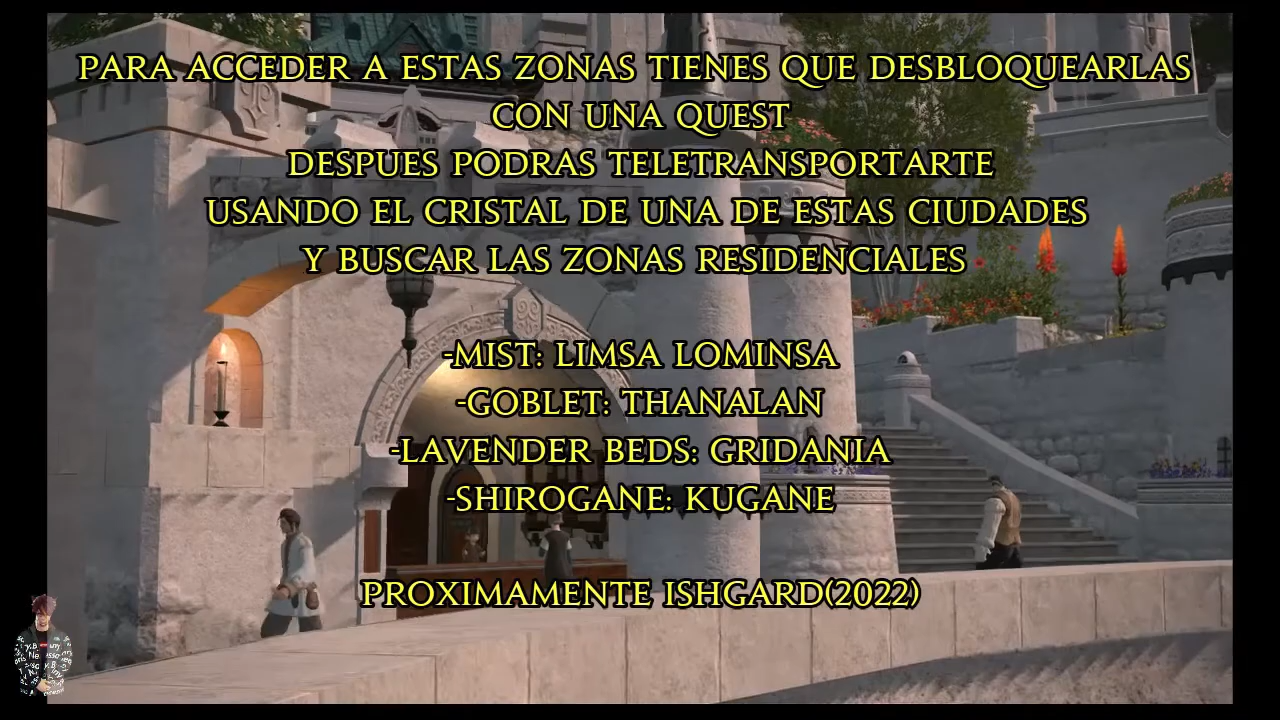 PARA ACCEDER A ESTAS ZONAS TIENES QUE DESBLOQUEARLAS
CON UNA QUEST
DESPUES PODRAS TELETRANSPORTARTE
USANDO EL CRISTAL DE UNA DE ESTAS CIUDADES
Y BUSCAR LAS ZONAS RESIDENCIALES
-MIST: LIMSA LOMINSA
-GOBLET: THANALAN
-LAVENDER BEDS: GRIDANIA
-SHIROGANE: KUGANE
PROXIMAMENTE ISHGARD(2022)